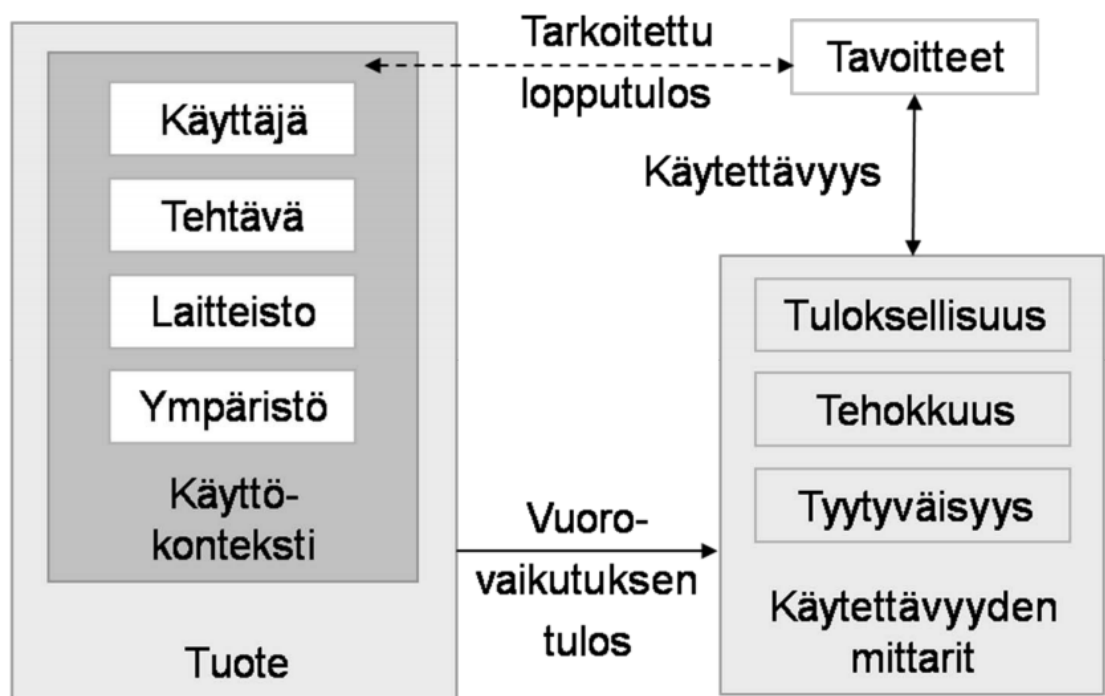 Käyttäjä
Tehtävä
Laitteisto
Ympäristö
Käyttö-
konteksti
Tuote
Tarkoitettu
lopputulos
Tavoitteet
Käytettävyys
Vuoro-
vaikutuksen
tulos
Tuloksellisuus
Tehokkuus
Tyytyväisyys
Käytettävyyden
mittarit